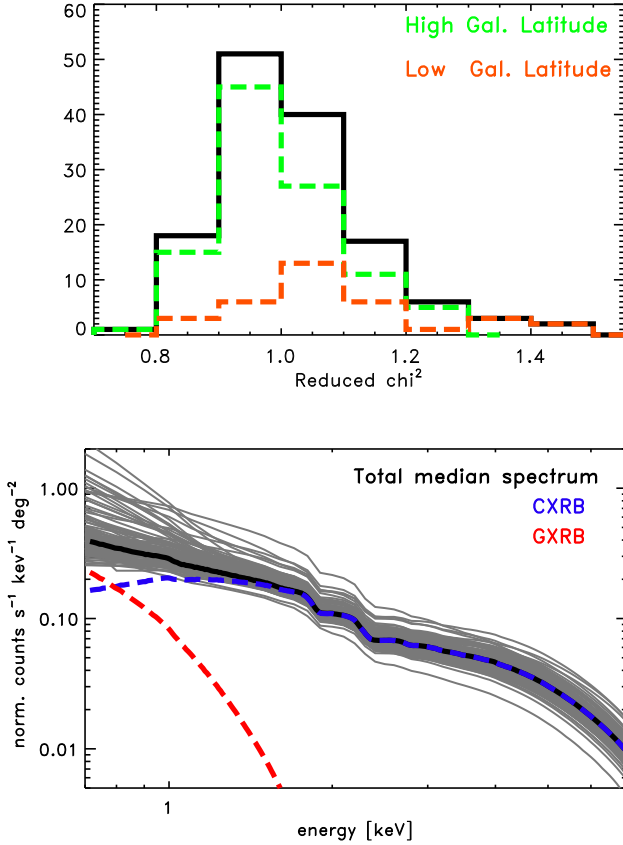 60
50
40
30
20
10
0
High Gal. Latitude
Low Gal. Latitude
0.8 1.0 1.2 1.4
Reduced chi²
norm. counts s⁻¹ kev⁻¹ deg⁻²
1.00
0.10
0.01
Total median spectrum
CXRB
GXRB
1
energy [keV]